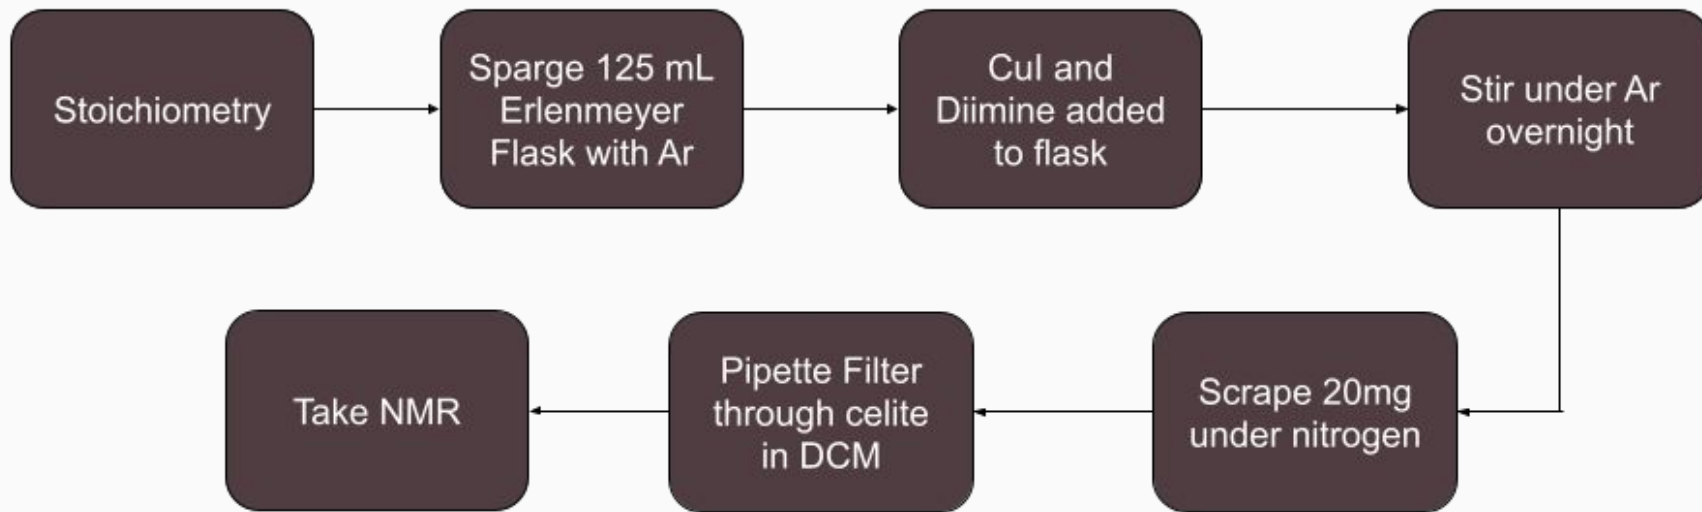 Stoichiometry
Sparge 125 mL
Erlenmeyer
Flask with Ar
CuI and
Diimine added
to flask
Stir under Ar
overnight
Scrape 20mg
under nitrogen
Pipette Filter
through celite
in DCM
Take NMR